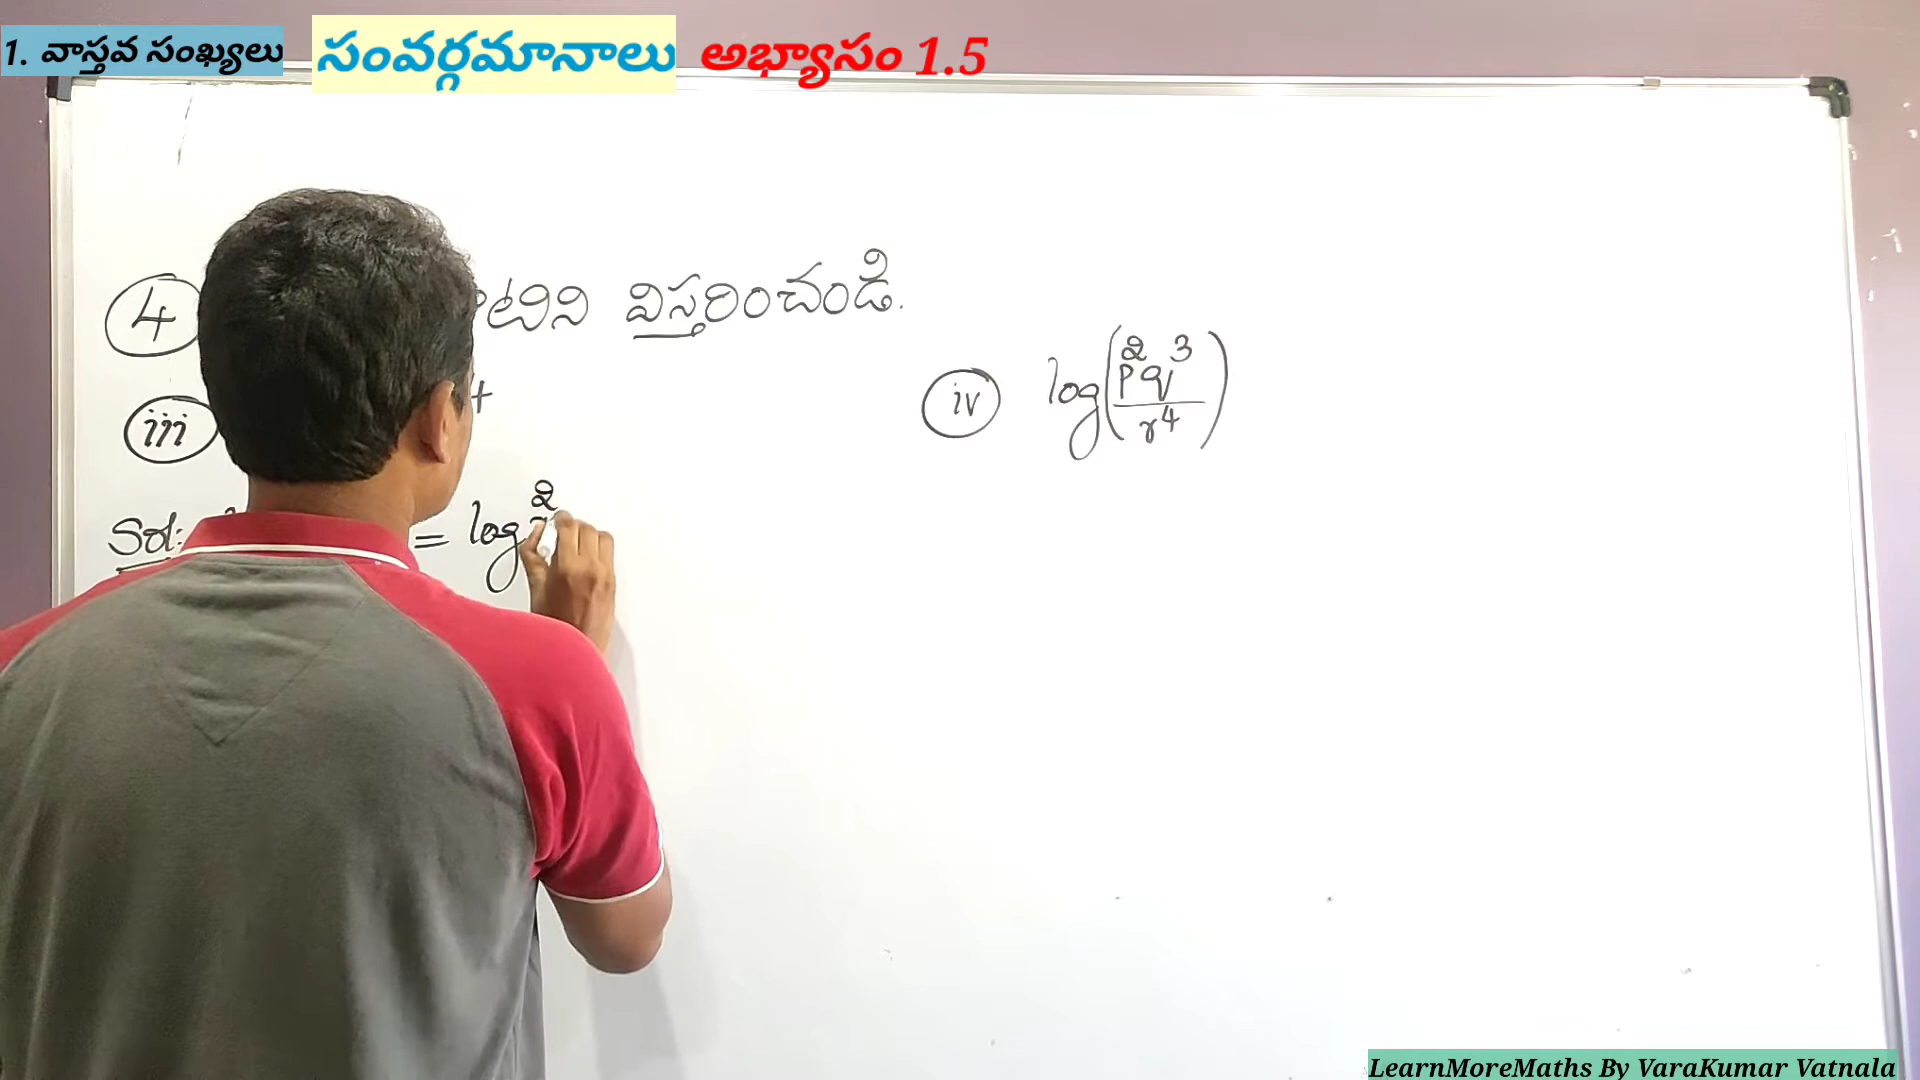 1. వాస్తవ సంఖ్యలు సంవర్గమానాలు అభ్యాసం 1.5
4 విస్తరించండి.
iii
iv log(p²q³/r⁴)
Sol: = log
LearnMoreMaths By VaraKumar Vatnala